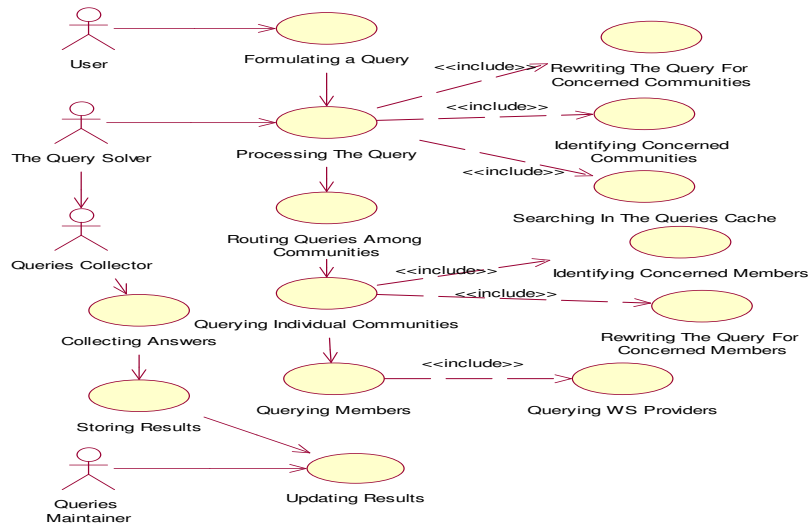 User
Formulating a Query
<<include>>
Rewriting The Query For
Concerned Communities
<<include>>
The Query Solver
Processing The Query
Identifying Concerned
Communities
<<include>>
Searching In The Queries Cache
Routing Queries Among
Communities
Queries Collector
<<include>>
Identifying Concerned Members
<<include>>
Querying Individual Communities
Collecting Answers
Rewriting The Query For
Concerned Members
<<include>>
Querying Members
Querying WS Providers
Storing Results
Queries
Maintainer
Updating Results